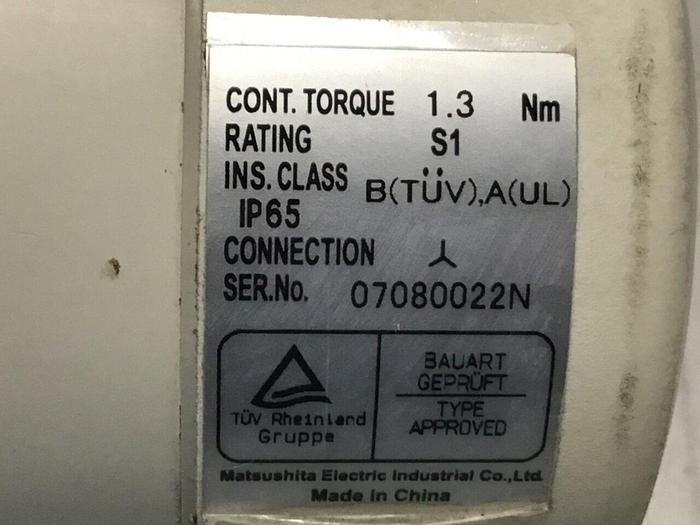 CONT. TORQUE 1.3 Nm
RATING S1
INS. CLASS B(TÜV),A(UL)
IP65
CONNECTION
SER.No. 07080022N
TÜV Rheinland
Gruppe
BAUART
GEPRÜFT
TYPE
APPROVED
Matsushita Electric Industrial Co.,Ltd.
Made In China